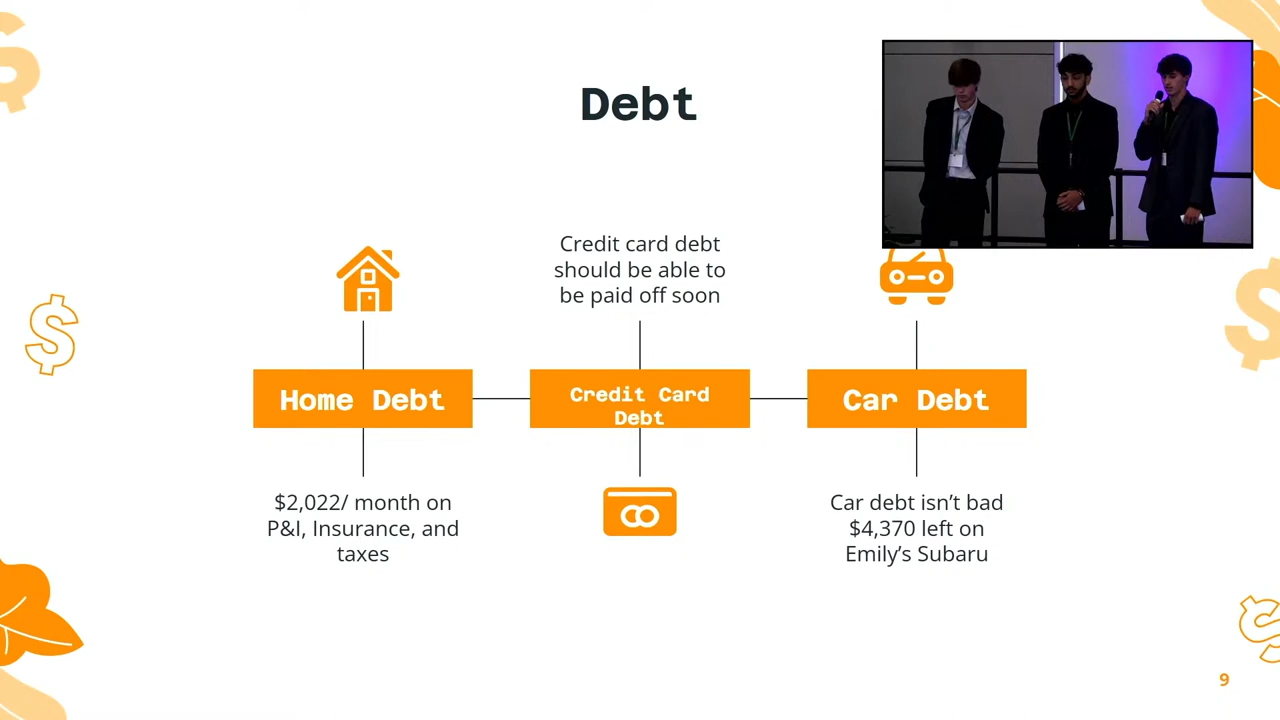 Debt
Credit card debt
should be able to
be paid off soon
Home Debt
Credit Card
Debt
Car Debt
$2,022/ month on
P&I, Insurance, and
taxes
Car debt isn’t bad
$4,370 left on
Emily’s Subaru
9